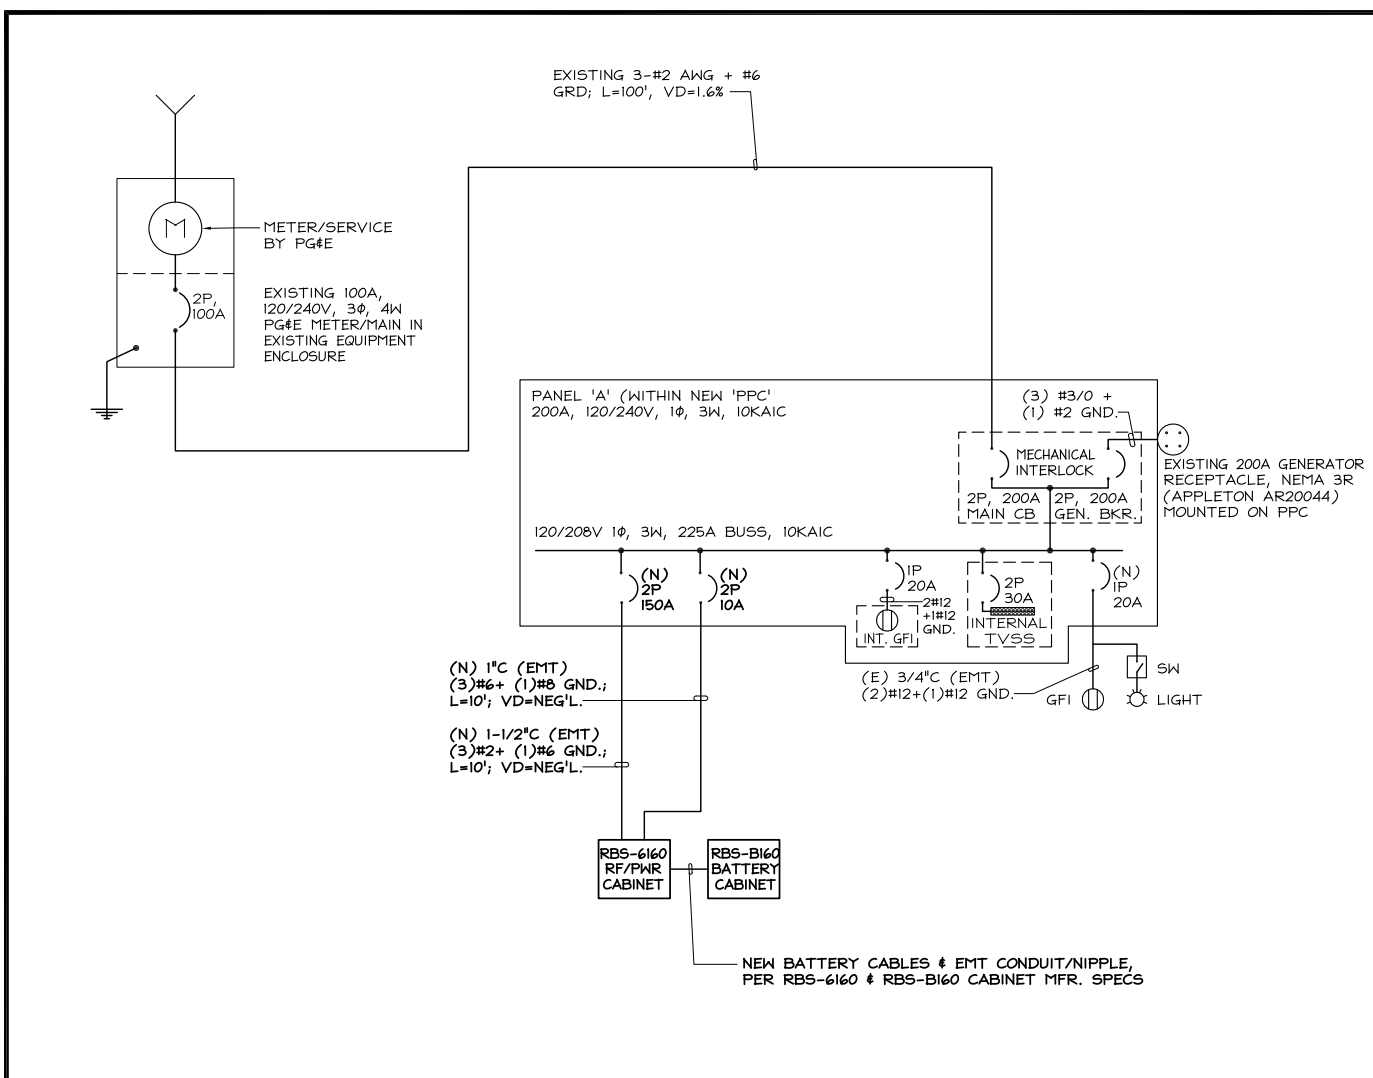 EXISTING 3-#2 AWG + #6
GRD; L=100', VD=1.6%
M
METER/SERVICE
BY PG&E
2P,
100A
EXISTING 100A,
120/240V, 3Φ, 4W
PG&E METER/MAIN IN
EXISTING EQUIPMENT
ENCLOSURE
PANEL 'A' (WITHIN NEW 'PPC'
200A, 120/240V, 1Φ, 3W, 10KAIC
(3) #3/0 +
(1) #2 GND.
MECHANICAL
INTERLOCK
2P, 200A
MAIN CB
2P, 200A
GEN. BKR.
EXISTING 200A GENERATOR
RECEPTACLE, NEMA 3R
(APPLETON AR20044)
MOUNTED ON PPC
120/208V 1Φ, 3W, 225A BUSS, 10KAIC
(N)
2P
150A
(N)
2P
10A
1P
20A
2#12
+1#12
GND.
INT. GFI
2P
30A
INTERNAL
TVSS
(N)
1P
20A
(N) 1"C (EMT)
(3)#6+ (1)#8 GND.;
L=10'; VD=NEG'L.
(E) 3/4"C (EMT)
(2)#12+(1)#12 GND.
GFI
SW
LIGHT
(N) 1-1/2"C (EMT)
(3)#2+ (1)#6 GND.;
L=10'; VD=NEG'L.
RBS-6160
RF/PWR
CABINET
RBS-B160
BATTERY
CABINET
NEW BATTERY CABLES & EMT CONDUIT/NIPPLE,
PER RBS-6160 & RBS-B160 CABINET MFR. SPECS